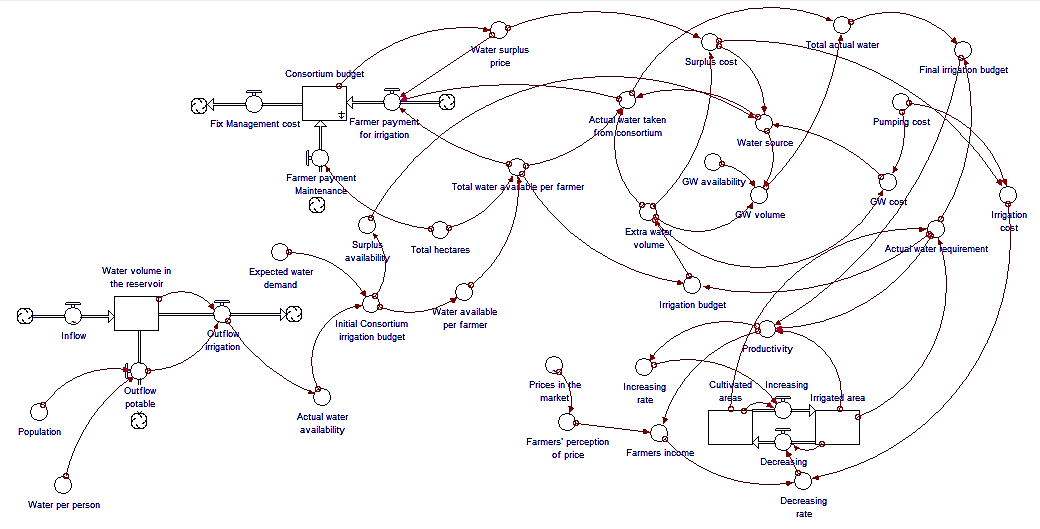 Water surplus
price
Total actual water
Surplus cost
Final irrigation budget
Consortium budget
Fix Management cost
Farmer payment
for irrigation
Actual water taken
from consortium
Pumping cost
Water source
Farmer payment
Maintenance
Total water available per farmer
GW availability
GW cost
GW volume
Irrigation
cost
Surplus
availability
Total hectares
Extra water
volume
Actual water requirement
Expected water
demand
Water volume in
the reservoir
Irrigation budget
Initial Consortium
irrigation budget
Water available
per farmer
Inflow
Outflow
irrigation
Productivity
Outflow
potable
Prices in the
market
Increasing
rate
Cultivated
areas
Increasing
Irrigated area
Population
Actual water
availability
Farmers' perception
of price
Farmers income
Decreasing
Water per person
Decreasing
rate